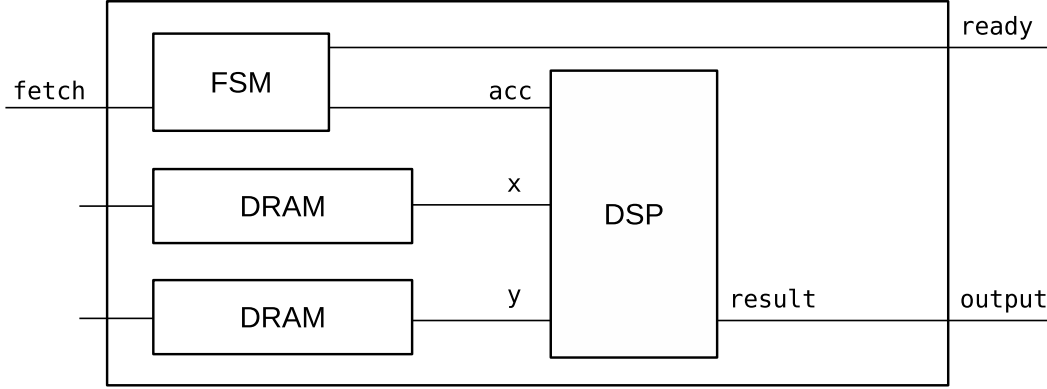 ready
FSM
fetch
acc
x
DRAM
DSP
y
result
output
DRAM